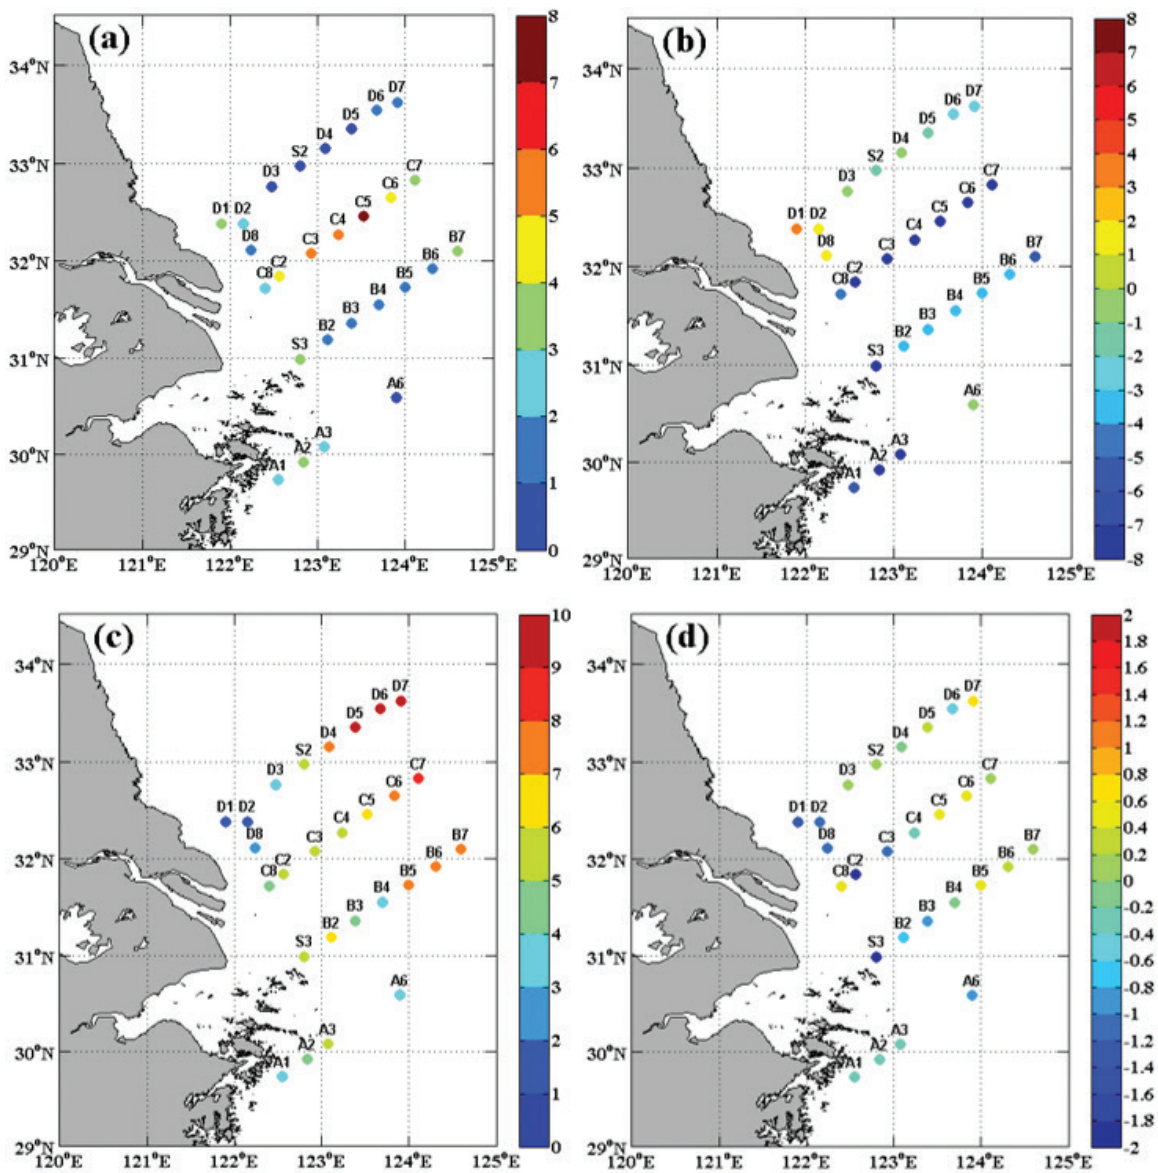 (a)
34°N
33°N
32°N
31°N
30°N
29°N
120°E 121°E 122°E 123°E 124°E 125°E
D7
D6
D5
D4
S2
D3
C7
C6
C5
D1 D2
C4
D8
C3
B7
C2
B6
C8
B5
B4
B3
B2
S3
A6
A3
A2
A1
8
7
6
5
4
3
2
1
0
(b)
34°N
33°N
32°N
31°N
30°N
29°N
120°E 121°E 122°E 123°E 124°E 125°E
D7
D6
D5
D4
S2
D3
C7
C6
C5
D1 D2
C4
D8
C3
B7
C2
B6
C8
B5
B4
B3
B2
S3
A6
A3
A2
A1
8
7
6
5
4
3
2
1
0
-1
-2
-3
-4
-5
-6
-7
-8
(c)
34°N
33°N
32°N
31°N
30°N
29°N
120°E 121°E 122°E 123°E 124°E 125°E
D7
D6
D5
D4
S2
D3
C7
C6
C5
D1 D2
C4
D8
C3
B7
C2
B6
C8
B5
B4
B3
B2
S3
A6
A3
A2
A1
10
9
8
7
6
5
4
3
2
1
0
(d)
34°N
33°N
32°N
31°N
30°N
29°N
120°E 121°E 122°E 123°E 124°E 125°E
D7
D6
D5
D4
S2
D3
C7
C6
C5
D1 D2
C4
D8
C3
B7
C2
B6
C8
B5
B4
B3
B2
S3
A6
A3
A2
A1
2
1.8
1.6
1.4
1.2
1
0.8
0.6
0.4
0.2
0
-0.2
-0.4
-0.6
-0.8
-1
-1.2
-1.4
-1.6
-1.8
-2